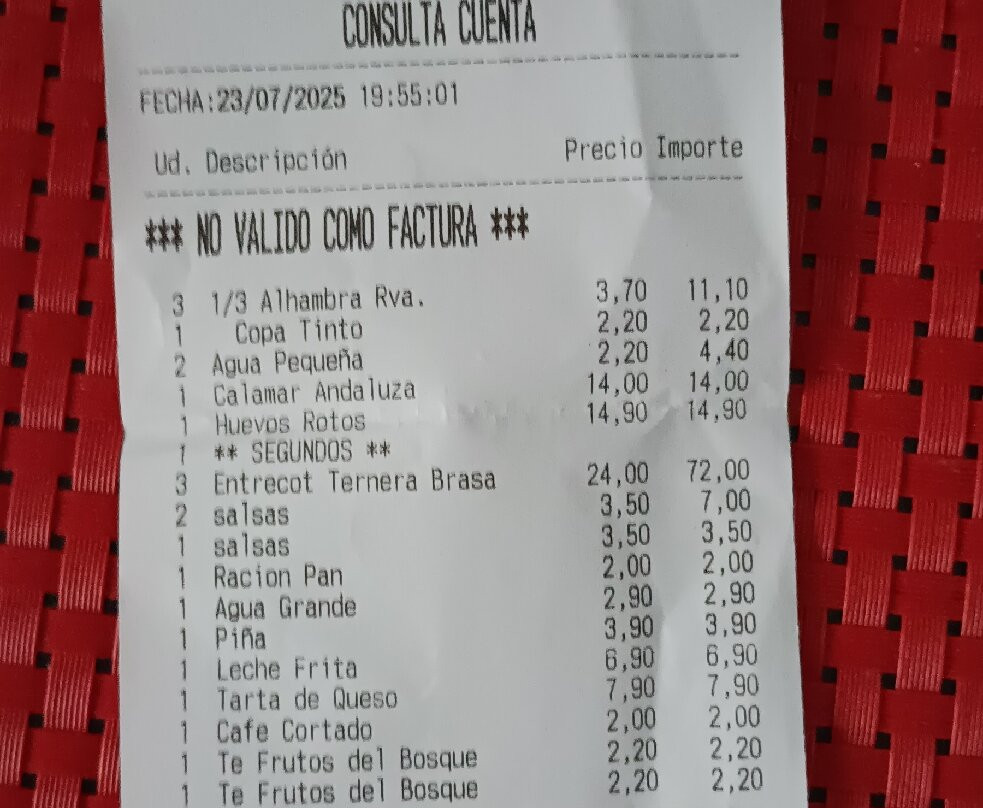 CONSULTA CUENTA
FECHA:23/07/2025 19:55:01
Ud. Descripción Precio Importe
*** NO VALIDO COMO FACTURA ***
3 1/3 Alhambra Rva. 3,70 11,10
1 Copa Tinto 2,20 2,20
2 Agua Pequeña 2,20 4,40
1 Calamar Andaluza 14,00 14,00
1 Huevos Rotos 14,90 14,90
1 ** SEGUNDOS **
3 Entrecot Ternera Brasa 24,00 72,00
2 salsas 3,50 7,00
1 salsas 3,50 3,50
1 Racion Pan 2,00 2,00
1 Agua Grande 2,90 2,90
1 Piña 3,90 3,90
1 Leche Frita 6,90 6,90
1 Tarta de Queso 7,90 7,90
1 Cafe Cortado 2,00 2,00
1 Te Frutos del Bosque 2,20 2,20
1 Te Frutos del Bosque 2,20 2,20